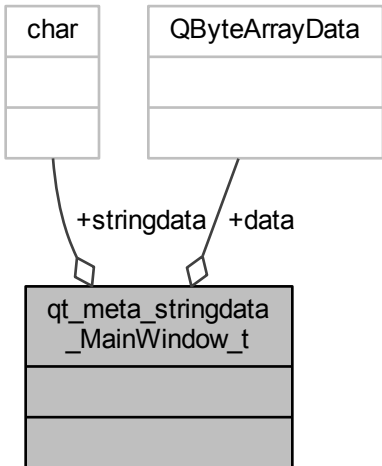 char
QByteArrayData
+stringdata
+data
qt_meta_stringdata
_MainWindow_t